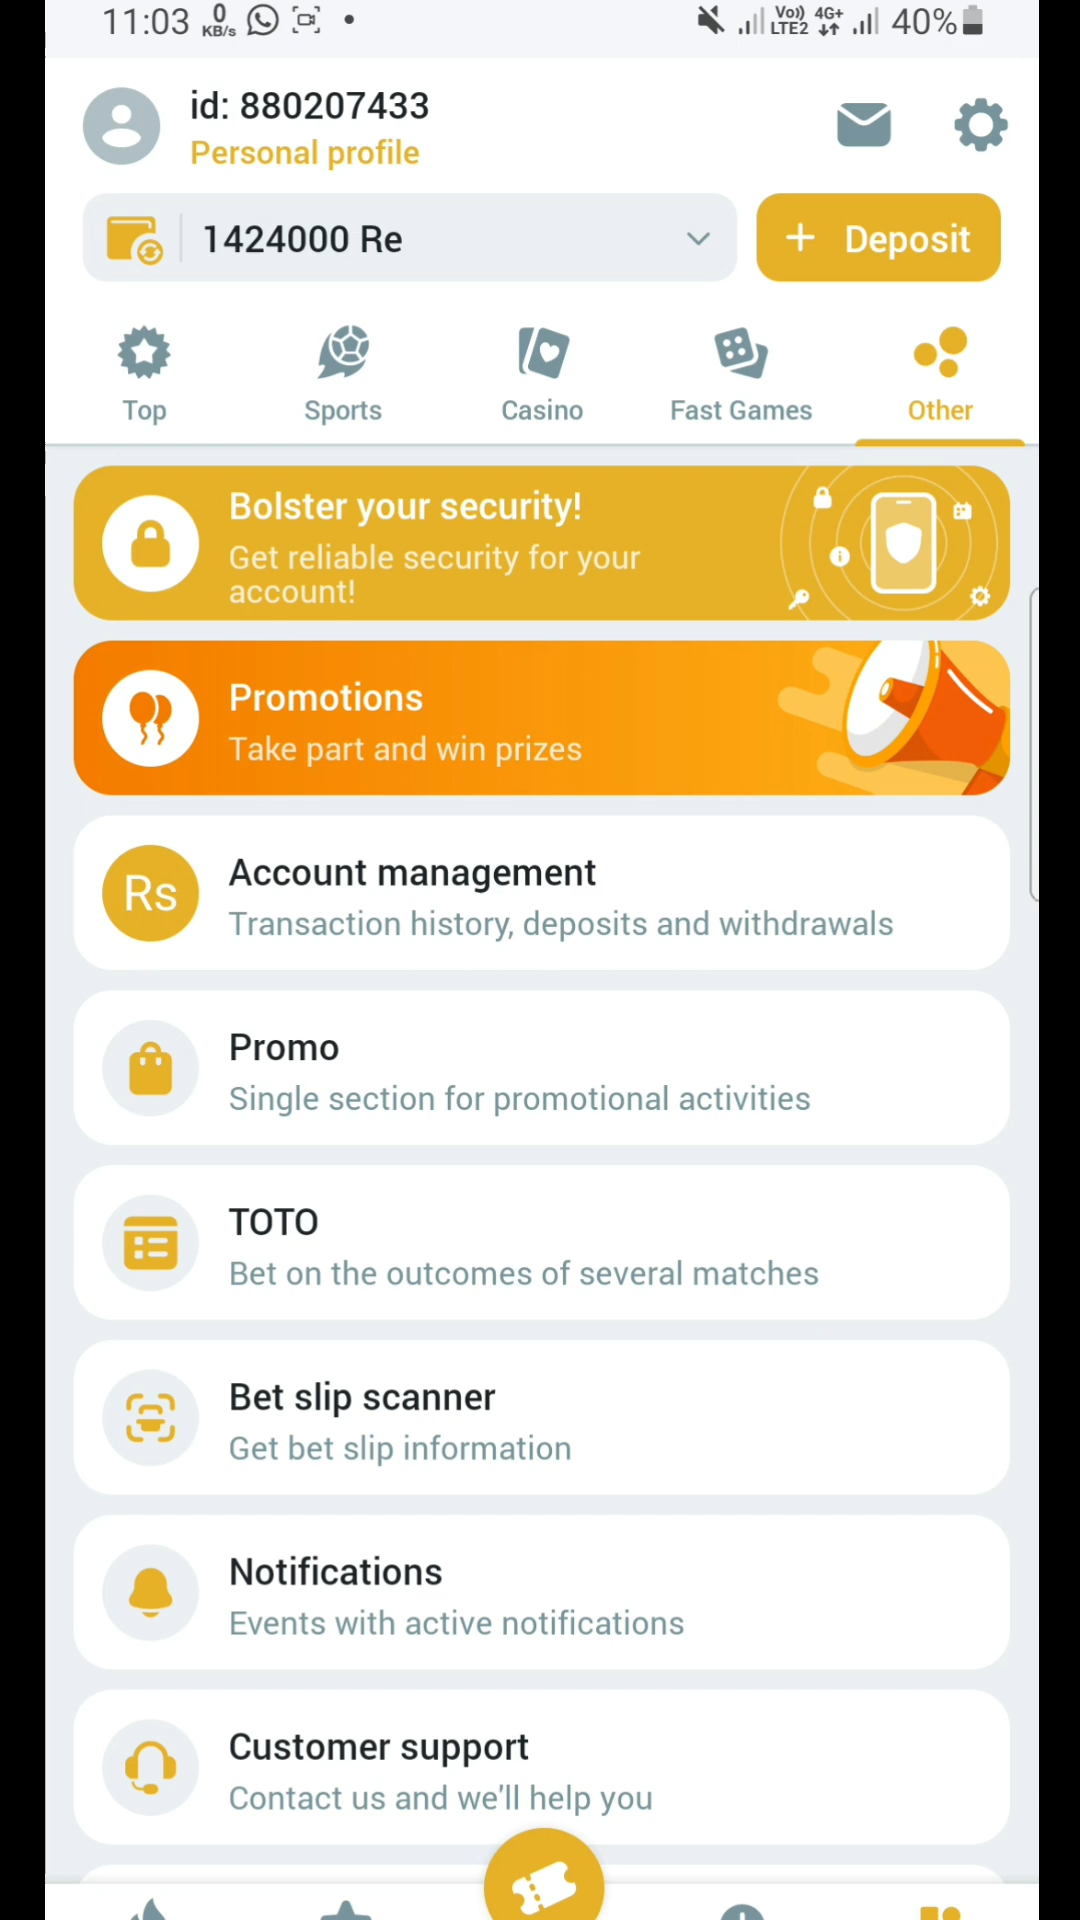 11:03 0 KB/s Vo)) LTE2 4G+ 40%
id: 880207433
Personal profile
1424000 Re
+ Deposit
Top Sports Casino Fast Games Other
Bolster your security!
Get reliable security for your
account!
Promotions
Take part and win prizes
Rs
Account management
Transaction history, deposits and withdrawals
Promo
Single section for promotional activities
TOTO
Bet on the outcomes of several matches
Bet slip scanner
Get bet slip information
Notifications
Events with active notifications
Customer support
Contact us and we'll help you